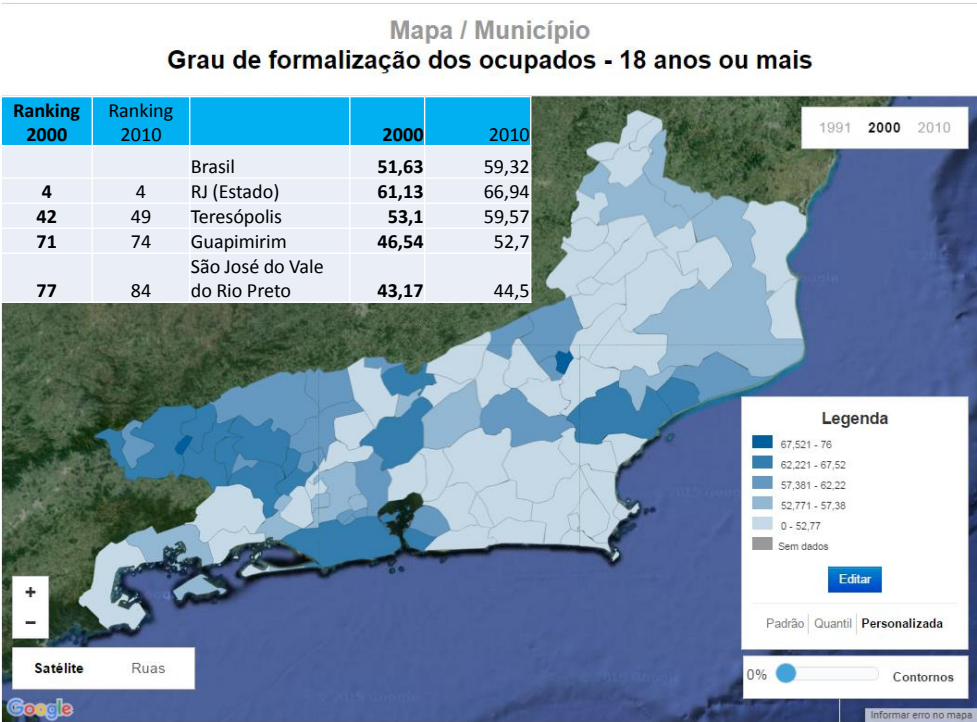 Mapa / Município
Grau de formalização dos ocupados - 18 anos ou mais
Ranking 2000 Ranking 2010 2000 2010
Brasil 51,63 59,32
4 4 RJ (Estado) 61,13 66,94
42 49 Teresópolis 53,1 59,57
71 74 Guapimirim 46,54 52,7
77 84 São José do Vale do Rio Preto 43,17 44,5
1991 2000 2010
Legenda
67,521 - 76
62,221 - 67,52
57,381 - 62,22
52,771 - 57,38
0 - 52,77
Sem dados
Editar
Padrão Quantil Personalizada
0% Contornos
+
−
Satélite Ruas
Google
Informar erro no mapa